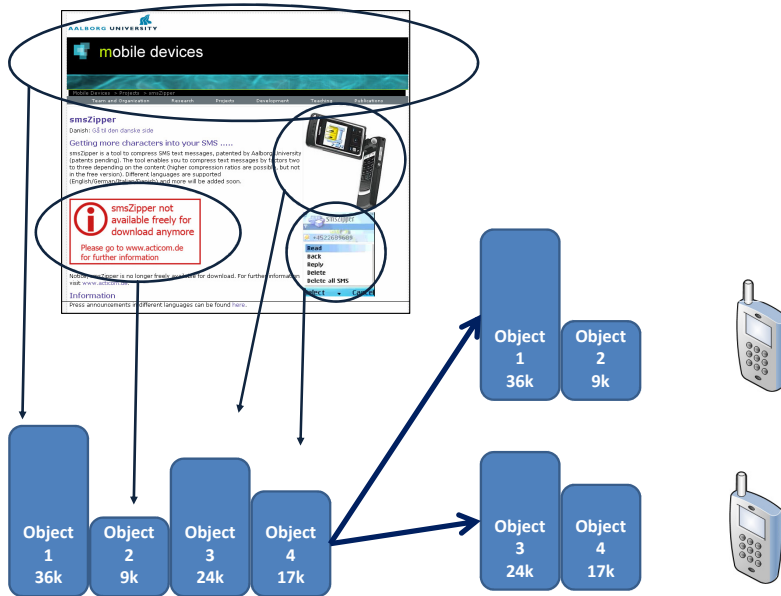 AALBORG UNIVERSITY
mobile devices
Mobile Devices > Projects > smsZipper
Team and Organization Research Projects Development Teaching Publications
smsZipper
Danish: Gå til den danske side
Getting more characters into your SMS .....
smsZipper is a tool to compress SMS text messages, patented by Aalborg University
(patents pending). The tool enables you to compress text messages by factors two
to three depending on the content (higher compression ratios are possible, but not
in the free version). Different languages are supported
(English/German/Italian/Danish) and more will be added soon.
smsZipper not
available freely for
download anymore
Please go to www.acticom.de
for further information
smsZipper
+4522689608
Read
Back
Reply
Delete
Delete all SMS
Select Cancel
Notice, smsZipper is no longer freely available for download. For further information
visit www.acticom.de.
Information
Press announcements in different languages can be found here.
Object
1
36k
Object
2
9k
Object
1
36k
Object
2
9k
Object
3
24k
Object
4
17k
Object
3
24k
Object
4
17k